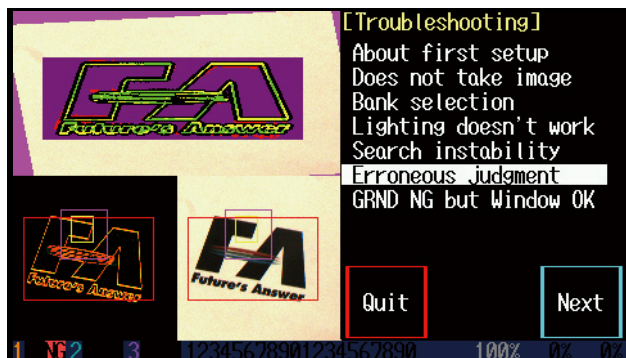 [Troubleshooting]
About first setup
Does not take image
Bank selection
Lighting doesn't work
Search instability
Erroneous judgment
GRND NG but Window OK
FA
Future's Answer
FA
Future's Answer
FA
Future's Answer
Quit
Next
1 NG 2 3 12345678901234567890 100% 0% 0%